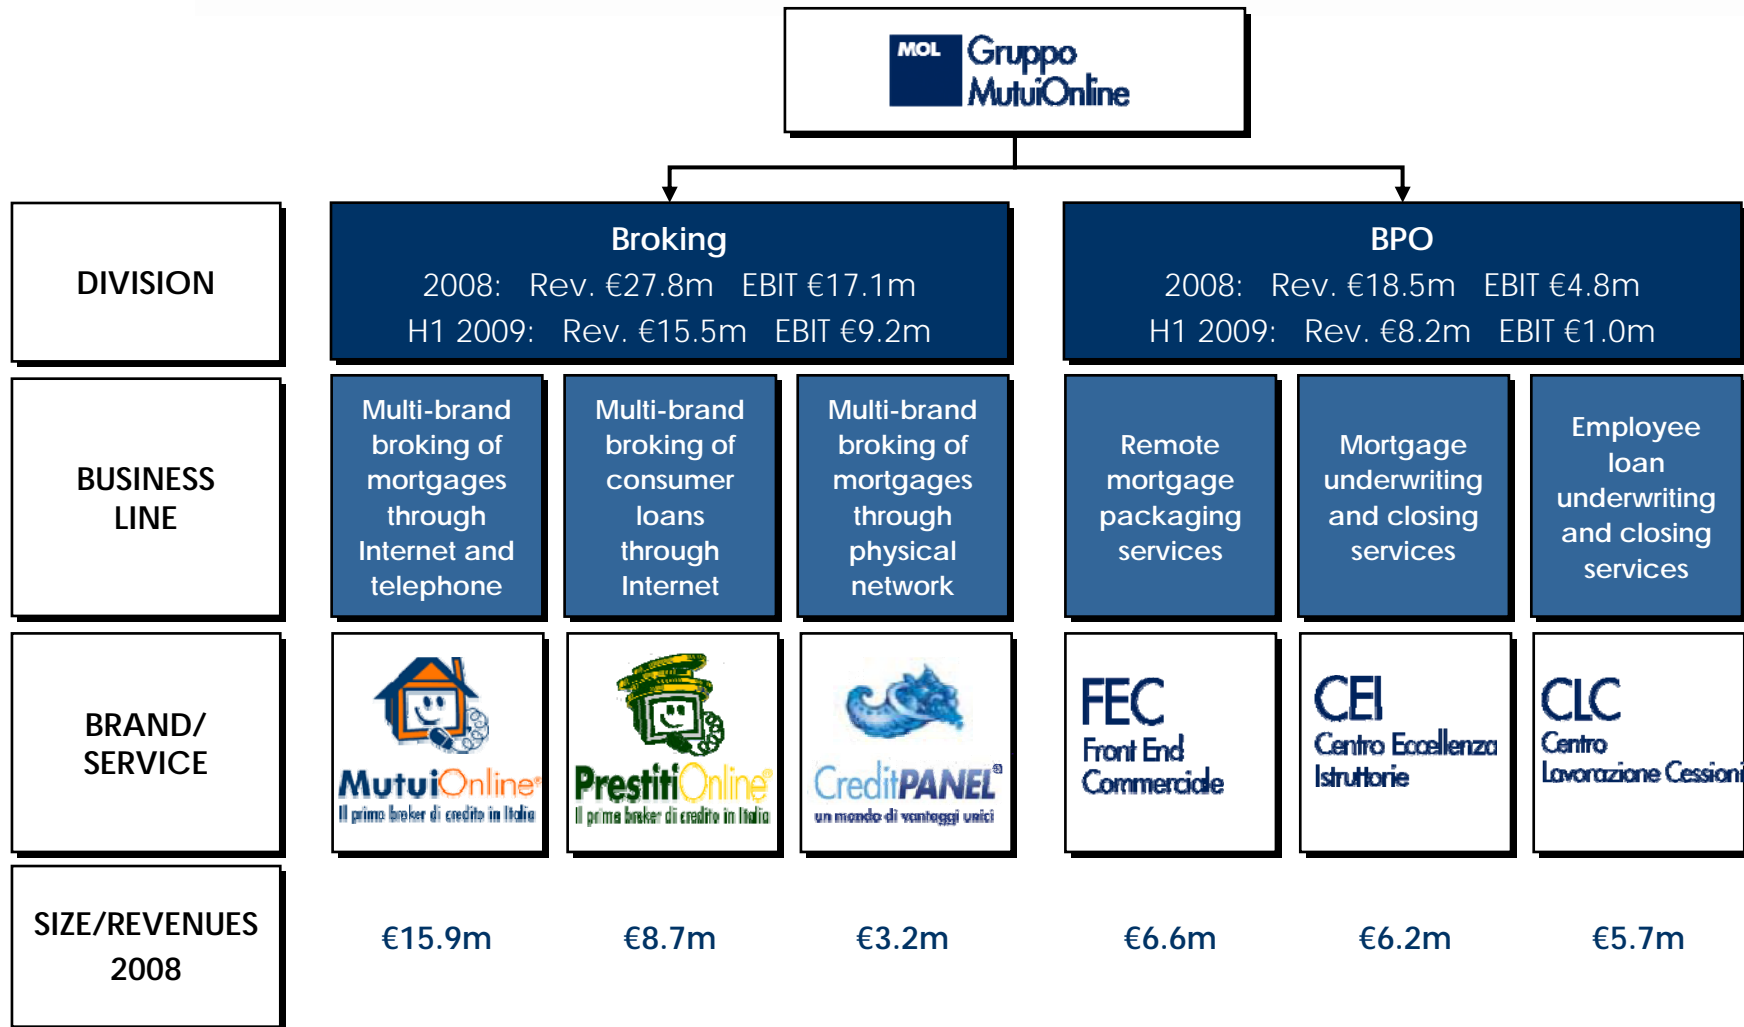 MOL Gruppo
MutuiOnline
DIVISION
Broking
2008: Rev. €27.8m EBIT €17.1m
H1 2009: Rev. €15.5m EBIT €9.2m
BPO
2008: Rev. €18.5m EBIT €4.8m
H1 2009: Rev. €8.2m EBIT €1.0m
BUSINESS
LINE
Multi-brand
broking of
mortgages
through
Internet and
telephone
Multi-brand
broking of
consumer
loans
through
Internet
Multi-brand
broking of
mortgages
through
physical
network
Remote
mortgage
packaging
services
Mortgage
underwriting
and closing
services
Employee
loan
underwriting
and closing
services
BRAND/
SERVICE
MutuiOnline®
Il primo broker di credito in Italia
PrestitiOnline®
Il primo broker di credito in Italia
CreditPANEL®
un mondo di vantaggi unici
FEC
Front End
Commerciale
CEI
Centro Eccellenza
Istruttorie
CLC
Centro
Lavorazione Cessioni
SIZE/REVENUES
2008
€15.9m
€8.7m
€3.2m
€6.6m
€6.2m
€5.7m